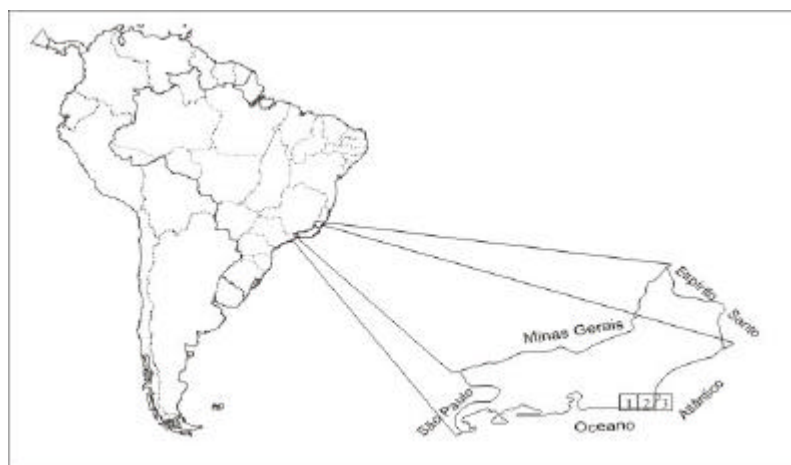 Espírito
Santo
Minas Gerais
São Paulo
1 2 3
Atlântico
Oceano